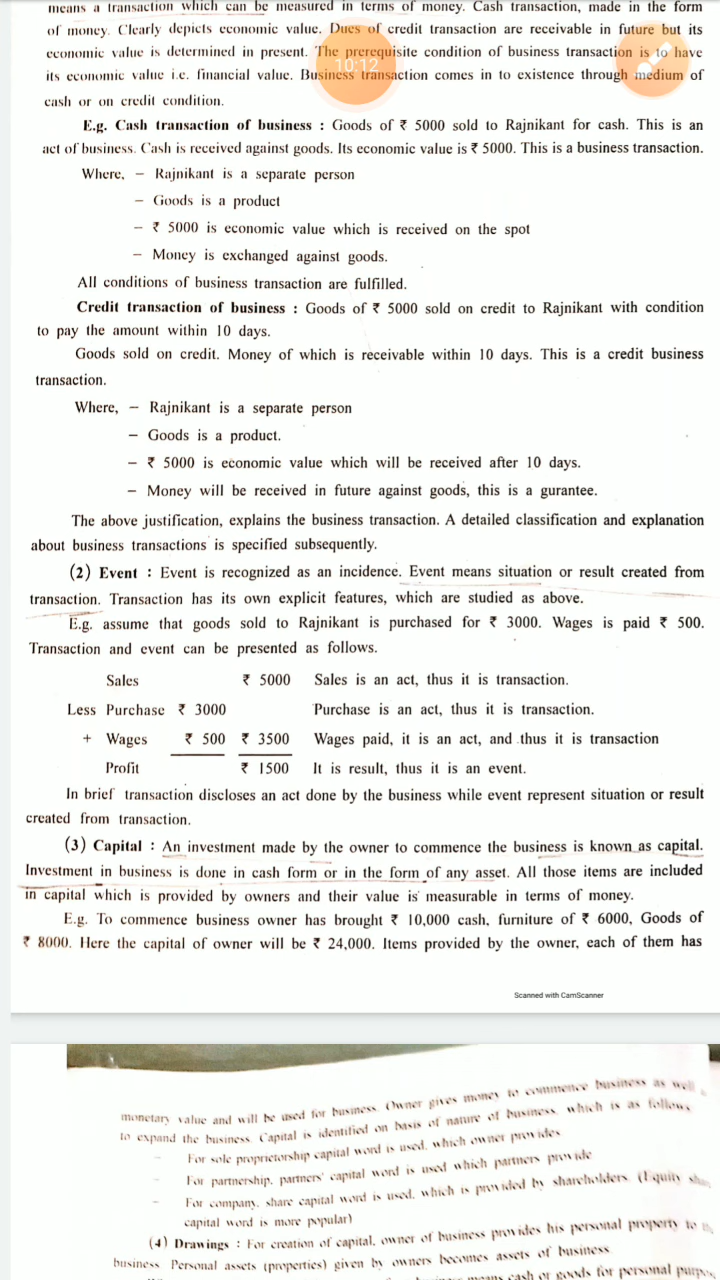 means a transaction which can be measured in terms of money. Cash transaction, made in the form
of money. Clearly depicts economic value. Dues of credit transaction are receivable in future but its
economic value is determined in present. The prerequisite condition of business transaction is to have
10:12
its economic value i.e. financial value. Business transaction comes in to existence through medium of
cash or on credit condition.
E.g. Cash transaction of business : Goods of ₹ 5000 sold to Rajnikant for cash. This is an
act of business. Cash is received against goods. Its economic value is ₹ 5000. This is a business transaction.
Where, – Rajnikant is a separate person
– Goods is a product
– ₹ 5000 is economic value which is received on the spot
– Money is exchanged against goods.
All conditions of business transaction are fulfilled.
Credit transaction of business : Goods of ₹ 5000 sold on credit to Rajnikant with condition
to pay the amount within 10 days.
Goods sold on credit. Money of which is receivable within 10 days. This is a credit business
transaction.
Where, – Rajnikant is a separate person
– Goods is a product.
– ₹ 5000 is economic value which will be received after 10 days.
– Money will be received in future against goods, this is a gurantee.
The above justification, explains the business transaction. A detailed classification and explanation
about business transactions is specified subsequently.
(2) Event : Event is recognized as an incidence. Event means situation or result created from
transaction. Transaction has its own explicit features, which are studied as above.
E.g. assume that goods sold to Rajnikant is purchased for ₹ 3000. Wages is paid ₹ 500.
Transaction and event can be presented as follows.
Sales ₹ 5000 Sales is an act, thus it is transaction.
Less Purchase ₹ 3000 Purchase is an act, thus it is transaction.
+ Wages ₹ 500 ₹ 3500 Wages paid, it is an act, and thus it is transaction
Profit ₹ 1500 It is result, thus it is an event.
In brief transaction discloses an act done by the business while event represent situation or result
created from transaction.
(3) Capital : An investment made by the owner to commence the business is known as capital.
Investment in business is done in cash form or in the form of any asset. All those items are included
in capital which is provided by owners and their value is measurable in terms of money.
E.g. To commence business owner has brought ₹ 10,000 cash, furniture of ₹ 6000, Goods of
₹ 8000. Here the capital of owner will be ₹ 24,000. Items provided by the owner, each of them has
Scanned with CamScanner
monetary value and will be used for business. Owner gives money to commence business as well
to expand the business. Capital is identified on basis of nature of business, which is as follows
– For sole proprietorship capital word is used, which owner provides
– For partnership, partners' capital word is used which partners provide
– For company, share capital word is used, which is provided by shareholders (Equity
capital word is more popular)
(4) Drawings : For creation of capital, owner of business provides his personal property to
business Personal assets (properties) given by owners becomes assets of business
means cash or goods for personal